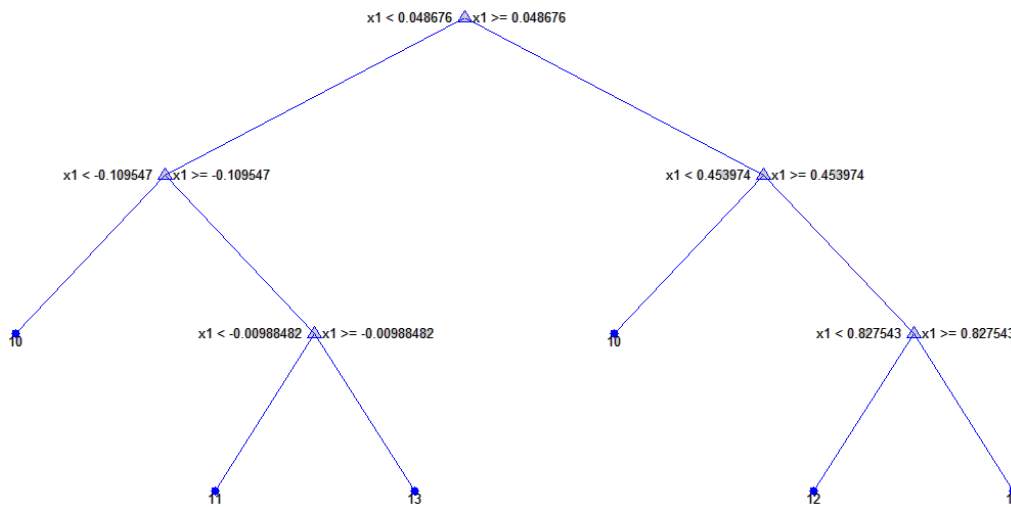 x1 < 0.048676 x1 >= 0.048676
x1 < -0.109547 x1 >= -0.109547 x1 < 0.453974 x1 >= 0.453974
10 x1 < -0.00988482 x1 >= -0.00988482 10 x1 < 0.827543 x1 >= 0.827543
11 13 12